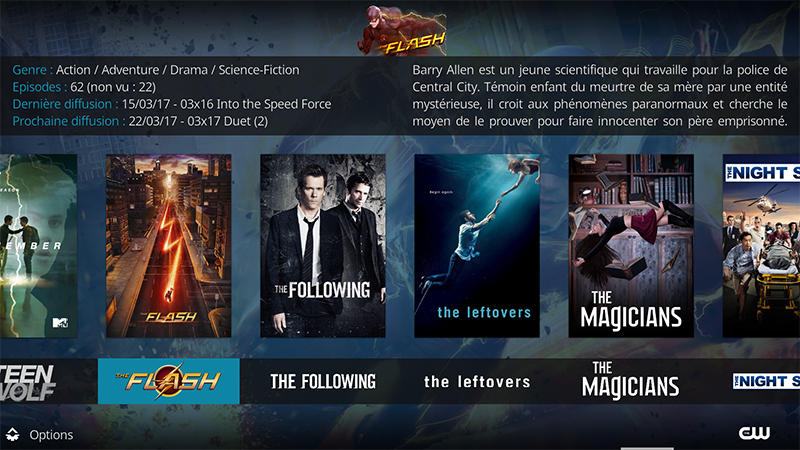 THE FLASH
Genre : Action / Adventure / Drama / Science-Fiction
Episodes : 62 (non vu : 22)
Dernière diffusion : 15/03/17 - 03x16 Into the Speed Force
Prochaine diffusion : 22/03/17 - 03x17 Duet (2)
Barry Allen est un jeune scientifique qui travaille pour la police de
Central City. Témoin enfant du meurtre de sa mère par une entité
mystérieuse, il croit aux phénomènes paranormaux et cherche le
moyen de le prouver pour faire innocenter son père emprisonné.
EMBER
MTV
THE FLASH
THE FOLLOWING
Begin again.
the leftovers
THE
MAGICIANS
THE NIGHT S
TEEN
WOLF
THE FLASH
THE FOLLOWING
the leftovers
THE
MAGICIANS
THE NIGHT S
Options
CW